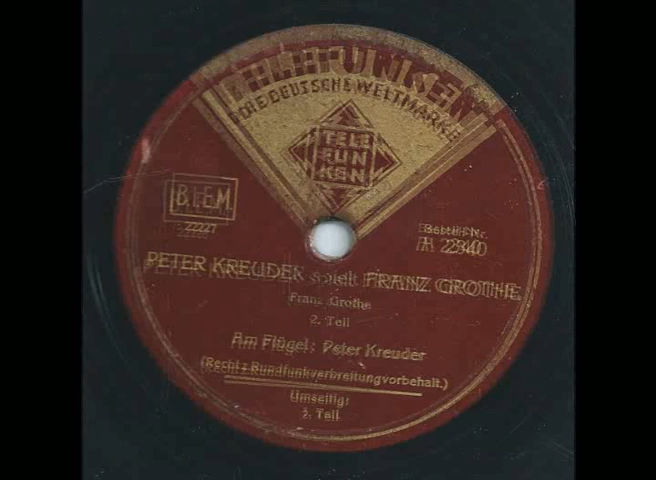 TELEFUNKEN
DIE DEUTSCHE WELTMARKE
TELE
FUN
KEN
B.I.E.M.
22227
Bestell-Nr.
A 2340
PETER KREUDER spielt FRANZ GROTHE
Franz Grothe
2. Teil
Am Flügel: Peter Kreuder
(Recht z. Rundfunkverbreitung vorbehalt.)
Umseitig:
Teil